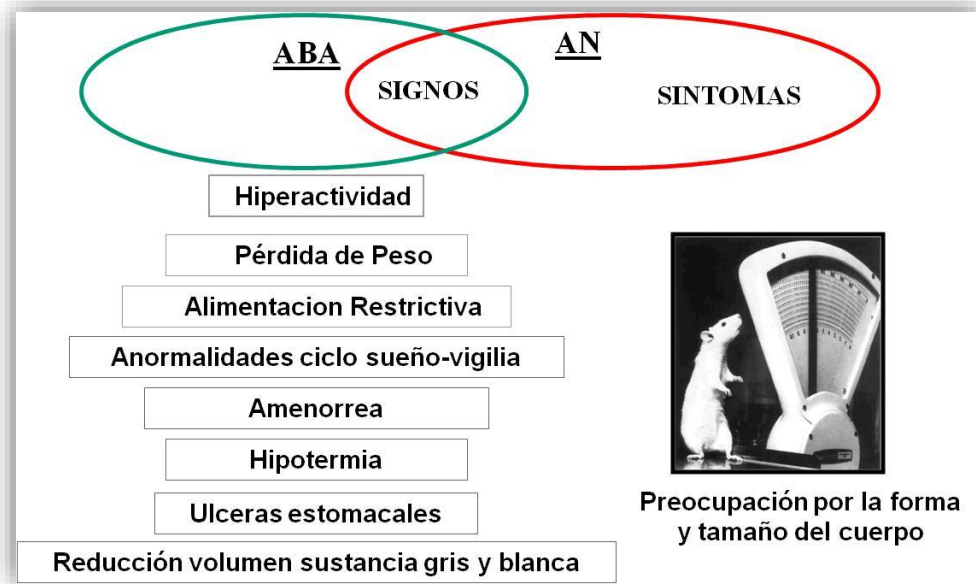 ABA
AN
SIGNOS
SINTOMAS
Hiperactividad
Pérdida de Peso
Alimentacion Restrictiva
Anormalidades ciclo sueño-vigilia
Amenorrea
Hipotermia
Ulceras estomacales
Reducción volumen sustancia gris y blanca
Preocupación por la forma
y tamaño del cuerpo